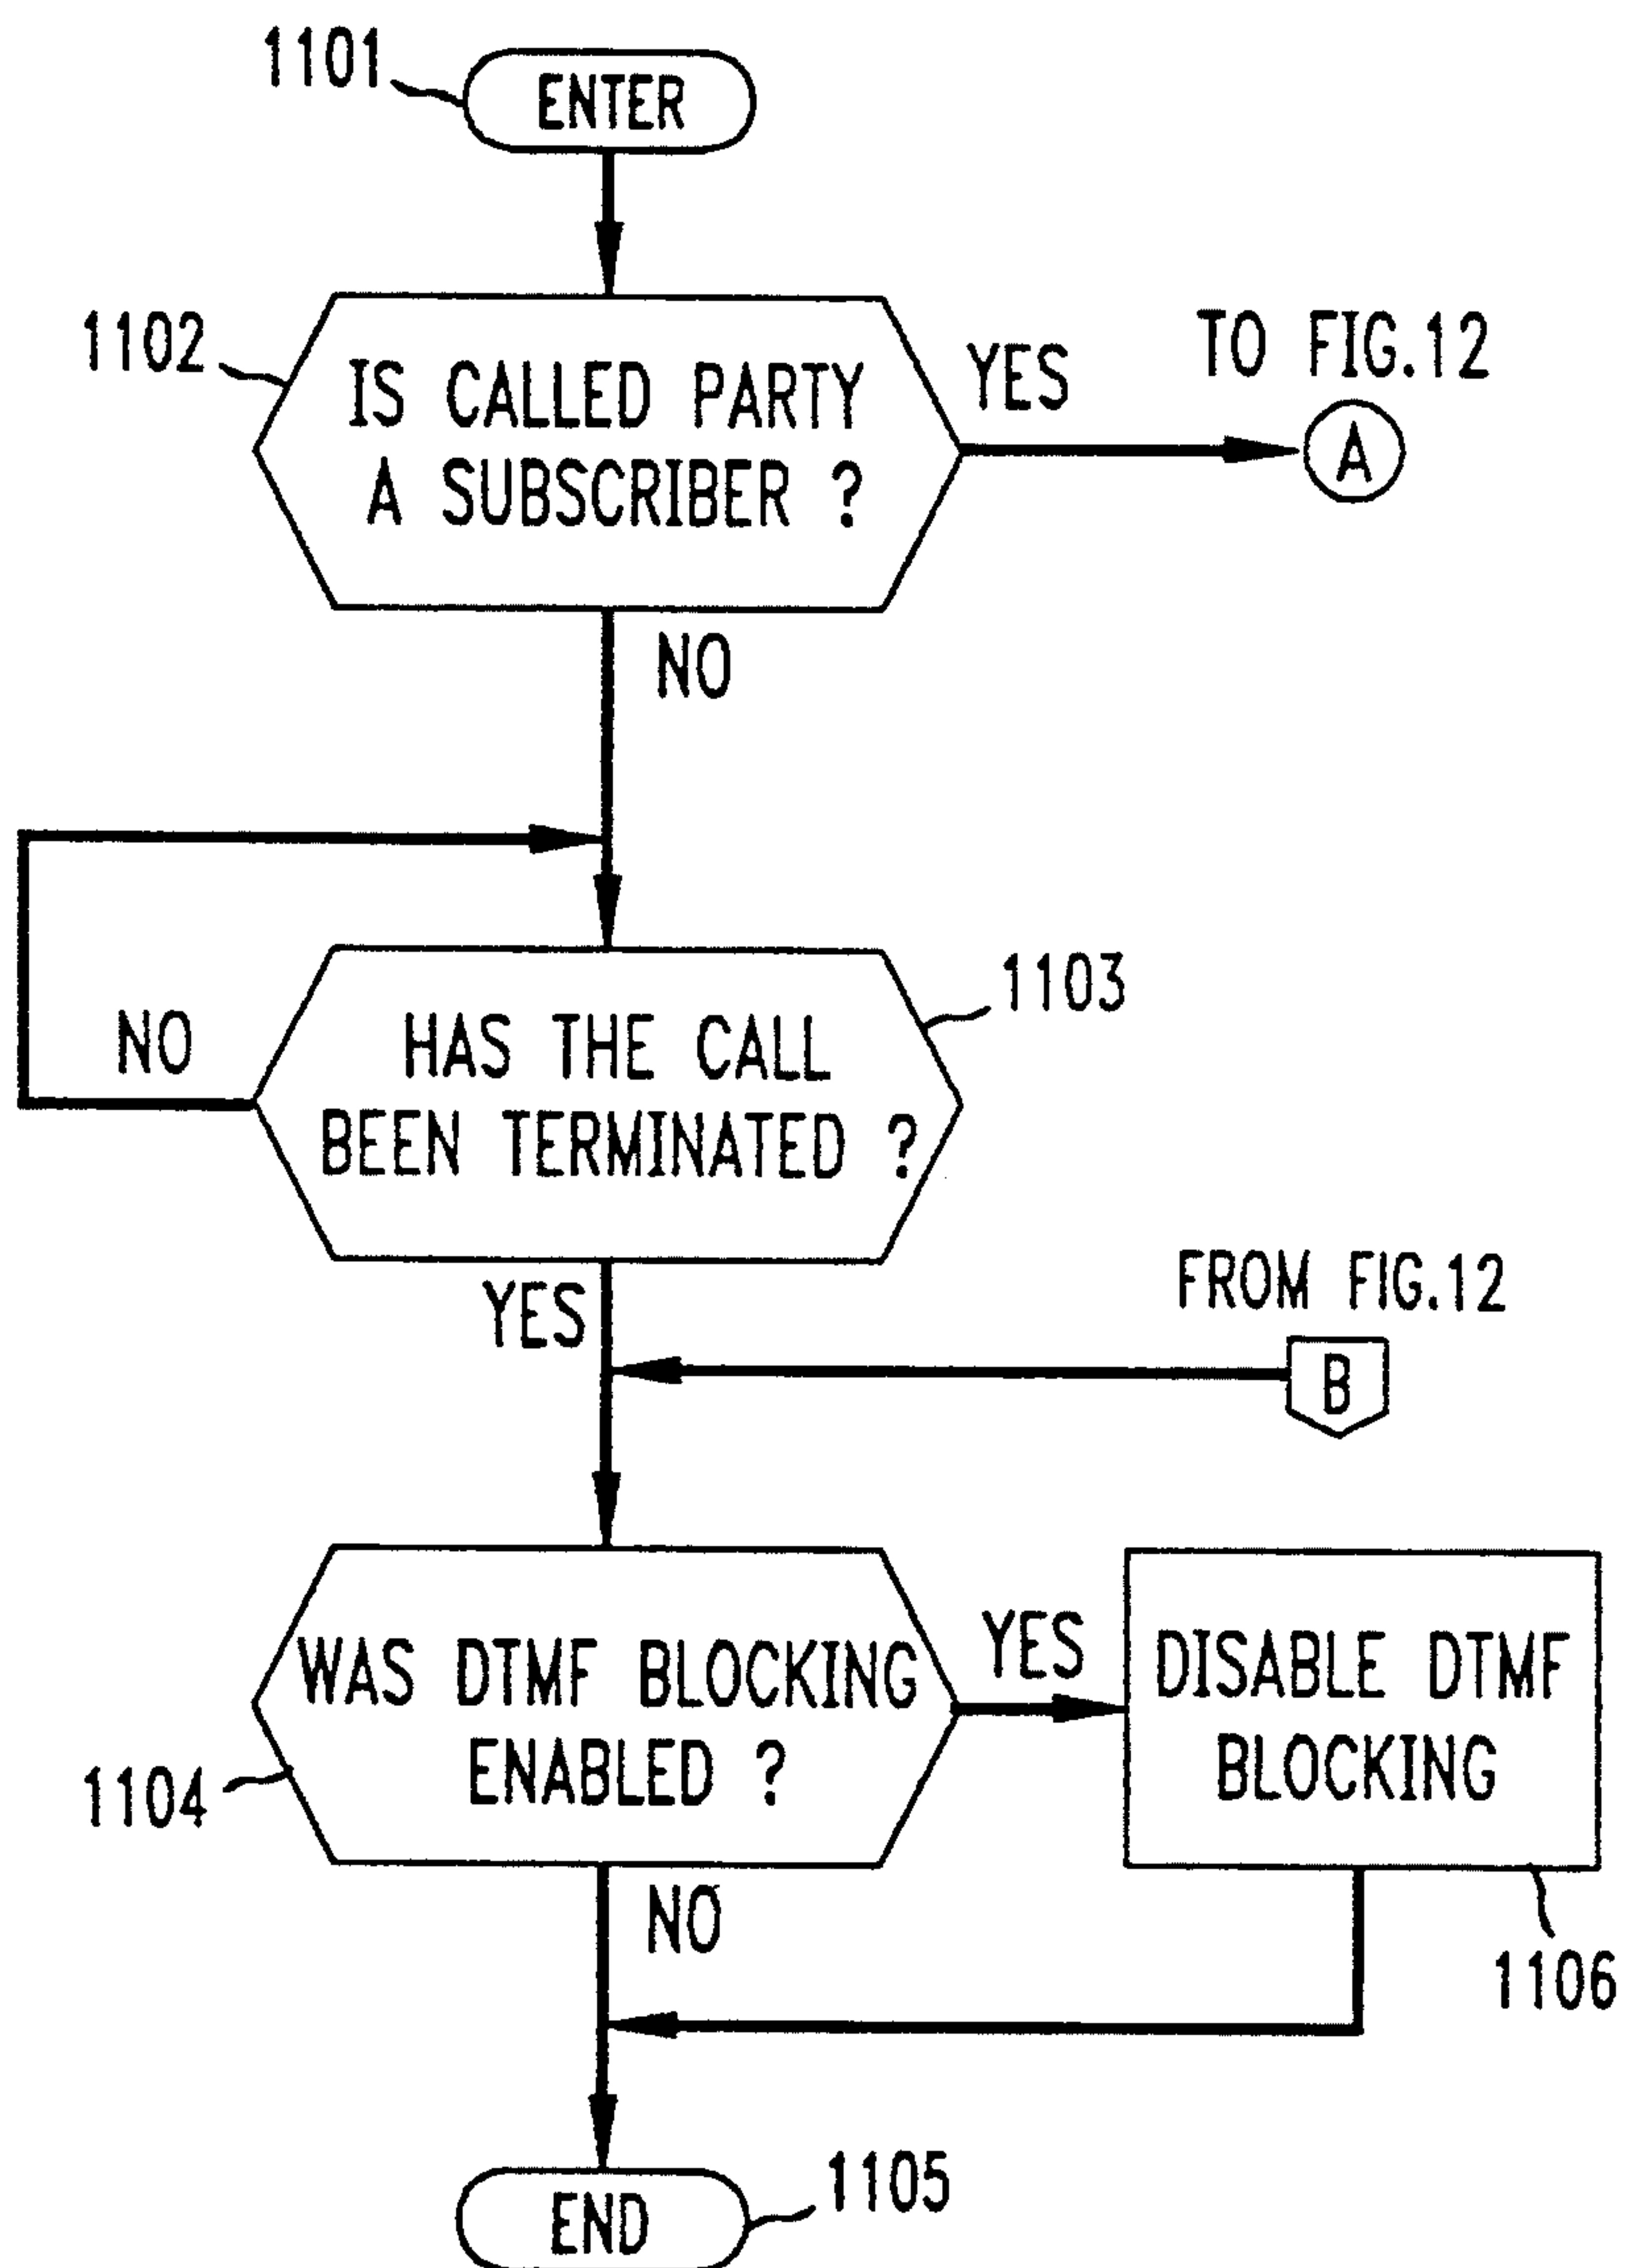 1101
ENTER
1102
IS CALLED PARTY
A SUBSCRIBER ?
YES
TO FIG.12
A
NO
1103
NO
HAS THE CALL
BEEN TERMINATED ?
YES
FROM FIG.12
B
1104
WAS DTMF BLOCKING
ENABLED ?
YES
DISABLE DTMF
BLOCKING
NO
1106
END
1105